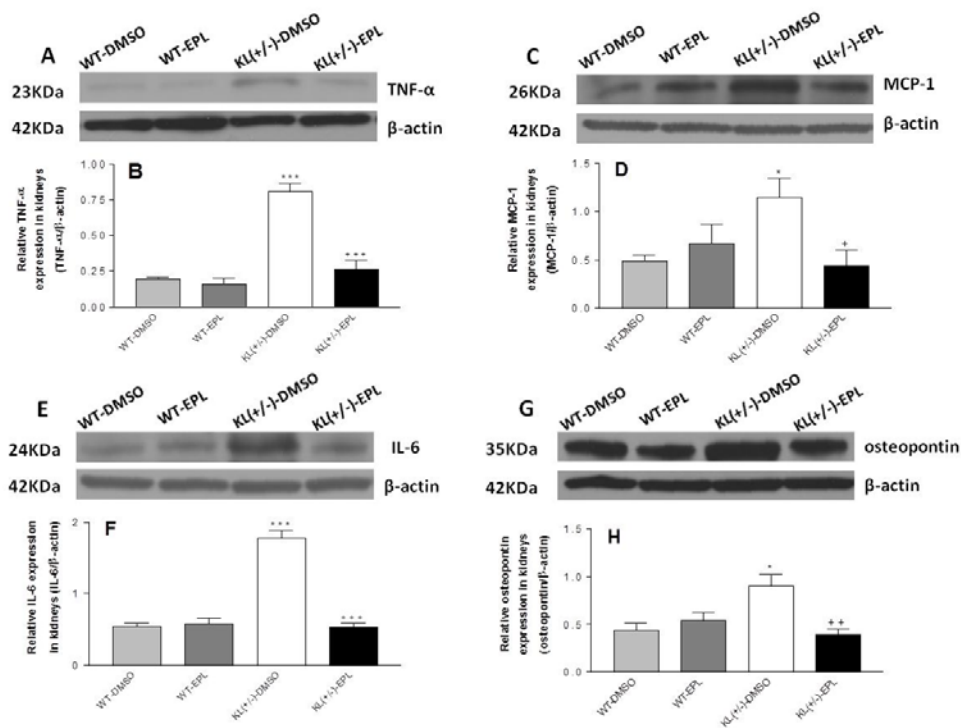 A
WT-DMSO
WT-EPL
KL(+/-)-DMSO
KL(+/-)-EPL
23KDa
TNF-α
42KDa
β-actin
B
Relative TNF-α
expression in kidneys
(TNF-α/β-actin)
1.00
0.75
0.50
0.25
0.00
***
+++
WT-DMSO
WT-EPL
KL(+/-)-DMSO
KL(+/-)-EPL
C
WT-DMSO
WT-EPL
KL(+/-)-DMSO
KL(+/-)-EPL
26KDa
MCP-1
42KDa
β-actin
D
Relative MCP-1
expression in kidneys
(MCP-1/β-actin)
1.5
1.0
0.5
0.0
*
+
WT-DMSO
WT-EPL
KL(+/-)-DMSO
KL(+/-)-EPL
E
WT-DMSO
WT-EPL
KL(+/-)-DMSO
KL(+/-)-EPL
24KDa
IL-6
42KDa
β-actin
F
Relative IL-6 expression
in kidneys (IL-6/β-actin)
2
1
0
***
+++
WT-DMSO
WT-EPL
KL(+/-)-DMSO
KL(+/-)-EPL
G
WT-DMSO
WT-EPL
KL(+/-)-DMSO
KL(+/-)-EPL
35KDa
osteopontin
42KDa
β-actin
H
Relative osteopontin
expression in kidneys
(osteopontin/β-actin)
1.5
1.0
0.5
0.0
*
++
WT-DMSO
WT-EPL
KL(+/-)-DMSO
KL(+/-)-EPL